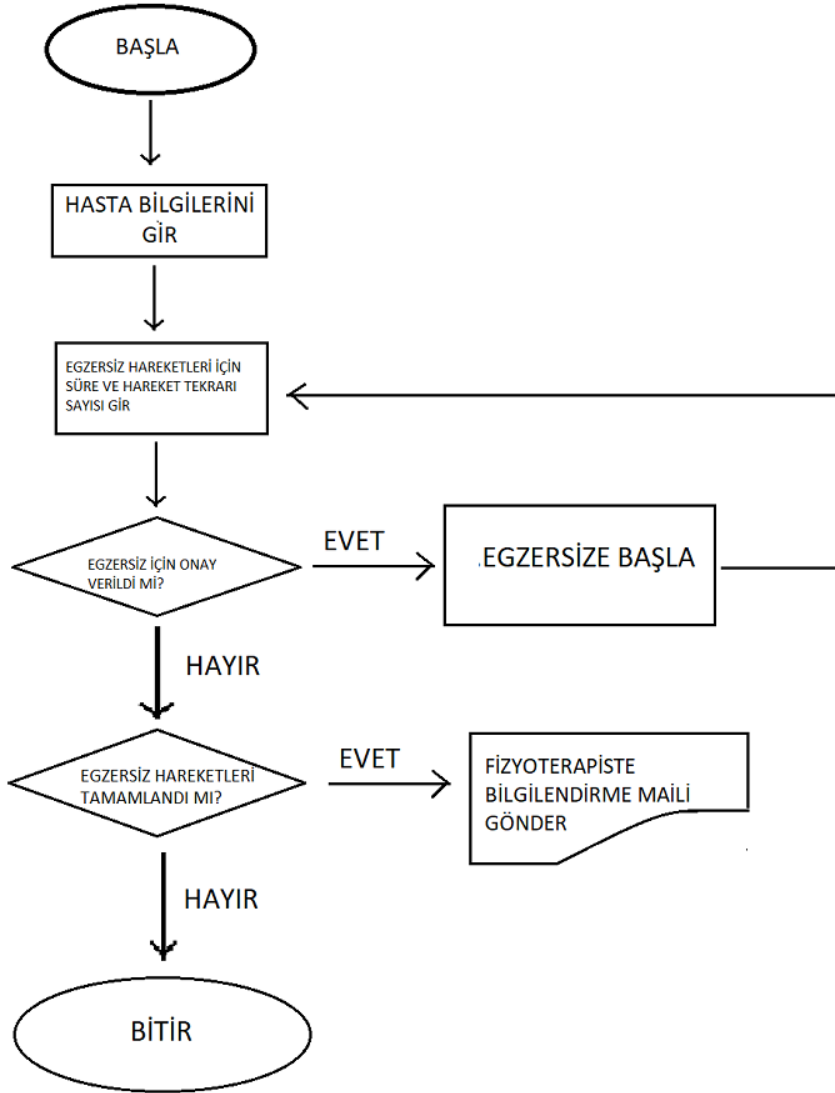 BAŞLA
HASTA BİLGİLERİNİ
GİR
EGZERSİZ HAREKETLERİ İÇİN
SÜRE VE HAREKET TEKRARI
SAYISI GİR
EGZERSİZ İÇİN ONAY
VERİLDİ Mİ?
EVET
.EGZERSİZE BAŞLA
HAYIR
EGZERSİZ HAREKETLERİ
TAMAMLANDI MI?
EVET
FİZYOTERAPİSTE
BİLGİLENDİRME MAİLİ
GÖNDER
HAYIR
BİTİR